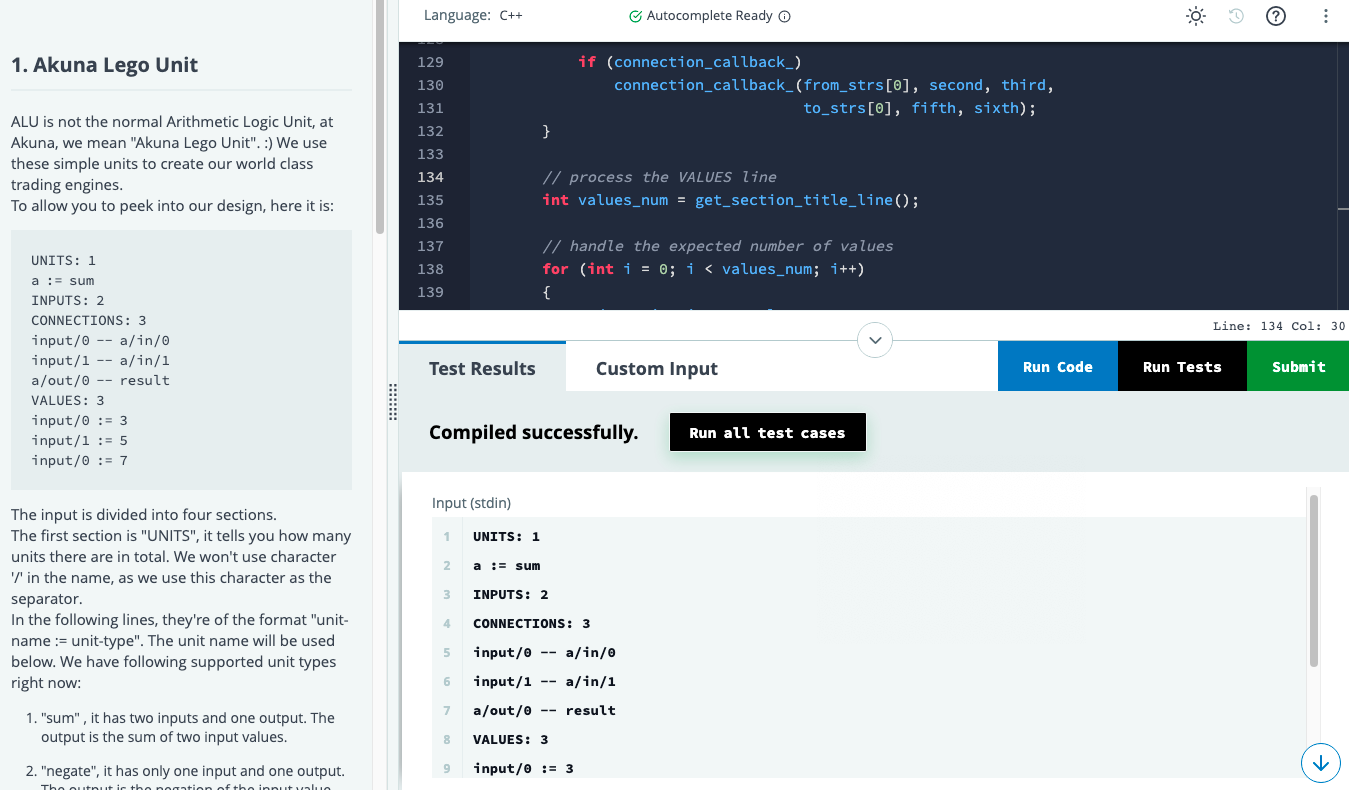 Language: C++
Autocomplete Ready
1. Akuna Lego Unit
ALU is not the normal Arithmetic Logic Unit, at
Akuna, we mean "Akuna Lego Unit". :) We use
these simple units to create our world class
trading engines.
To allow you to peek into our design, here it is:
UNITS: 1
a := sum
INPUTS: 2
CONNECTIONS: 3
input/0 -- a/in/0
input/1 -- a/in/1
a/out/0 -- result
VALUES: 3
input/0 := 3
input/1 := 5
input/0 := 7
The input is divided into four sections.
The first section is "UNITS", it tells you how many
units there are in total. We won't use character
'/' in the name, as we use this character as the
separator.
In the following lines, they're of the format "unit-
name := unit-type". The unit name will be used
below. We have following supported unit types
right now:
1. "sum" , it has two inputs and one output. The
output is the sum of two input values.
2. "negate", it has only one input and one output.
The output is the negation of the input value
129 if (connection_callback_)
130 connection_callback_(from_strs[0], second, third,
131 to_strs[0], fifth, sixth);
132 }
133
134 // process the VALUES line
135 int values_num = get_section_title_line();
136
137 // handle the expected number of values
138 for (int i = 0; i < values_num; i++)
139 {
Line: 134 Col: 30
Test Results
Custom Input
Run Code
Run Tests
Submit
Compiled successfully.
Run all test cases
Input (stdin)
1 UNITS: 1
2 a := sum
3 INPUTS: 2
4 CONNECTIONS: 3
5 input/0 -- a/in/0
6 input/1 -- a/in/1
7 a/out/0 -- result
8 VALUES: 3
9 input/0 := 3